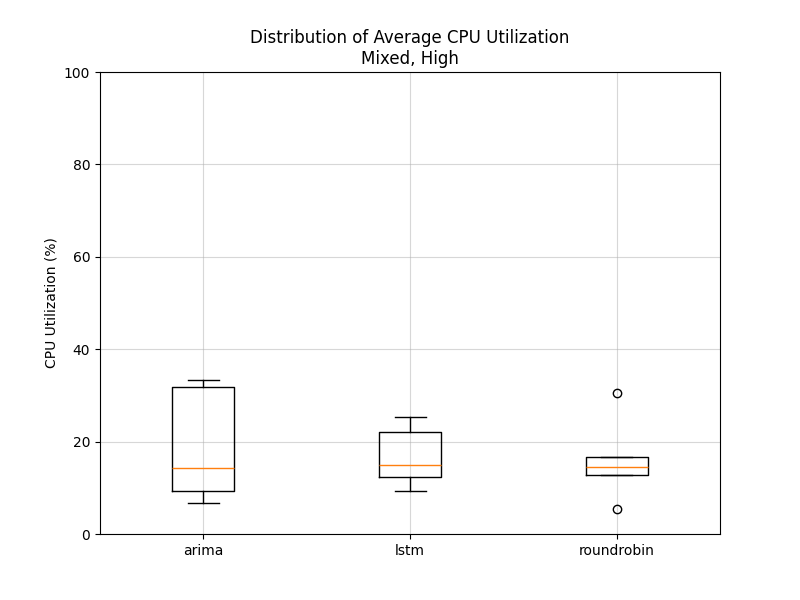 Distribution of Average CPU Utilization
Mixed, High
CPU Utilization (%)
100
80
60
40
20
0
arima
lstm
roundrobin